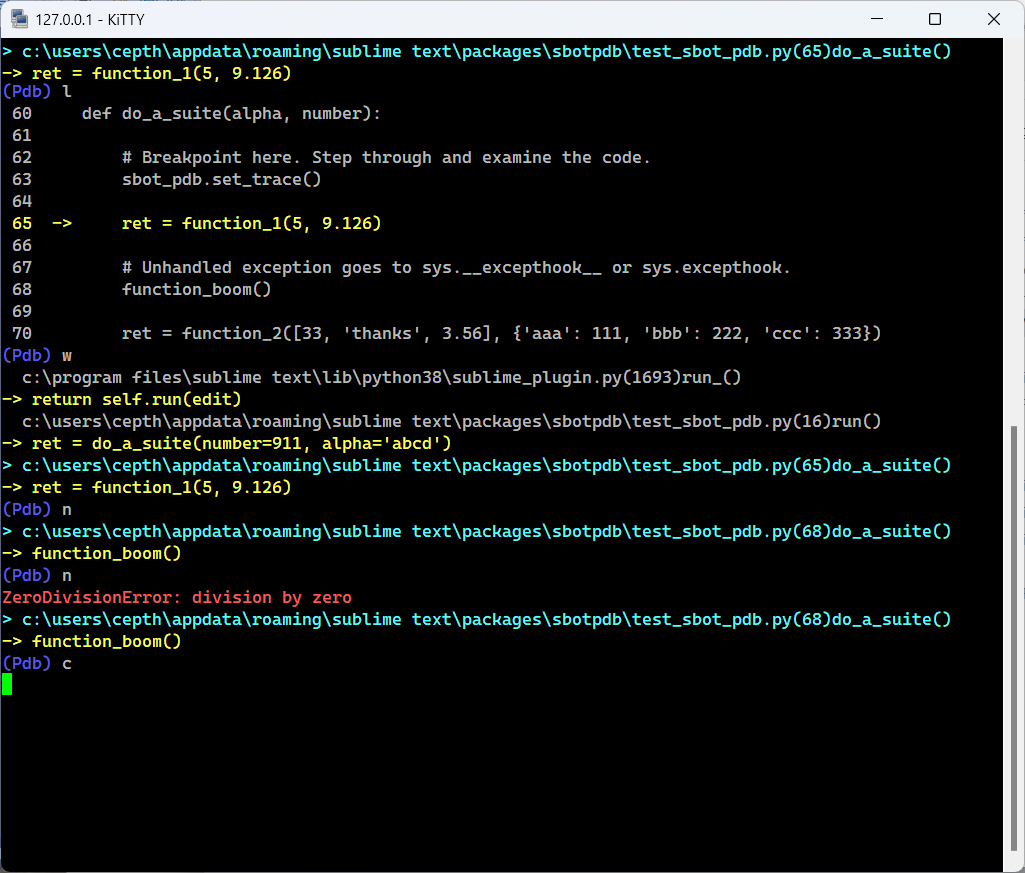 127.0.0.1 - KiTTY
> c:\users\cepth\appdata\roaming\sublime text\packages\sbotpdb\test_sbot_pdb.py(65)do_a_suite()
-> ret = function_1(5, 9.126)
(Pdb) l
 60     def do_a_suite(alpha, number):
 61
 62         # Breakpoint here. Step through and examine the code.
 63         sbot_pdb.set_trace()
 64
 65  ->     ret = function_1(5, 9.126)
 66
 67         # Unhandled exception goes to sys.__excepthook__ or sys.excepthook.
 68         function_boom()
 69
 70         ret = function_2([33, 'thanks', 3.56], {'aaa': 111, 'bbb': 222, 'ccc': 333})
(Pdb) w
  c:\program files\sublime text\lib\python38\sublime_plugin.py(1693)run_()
-> return self.run(edit)
  c:\users\cepth\appdata\roaming\sublime text\packages\sbotpdb\test_sbot_pdb.py(16)run()
-> ret = do_a_suite(number=911, alpha='abcd')
> c:\users\cepth\appdata\roaming\sublime text\packages\sbotpdb\test_sbot_pdb.py(65)do_a_suite()
-> ret = function_1(5, 9.126)
(Pdb) n
> c:\users\cepth\appdata\roaming\sublime text\packages\sbotpdb\test_sbot_pdb.py(68)do_a_suite()
-> function_boom()
(Pdb) n
ZeroDivisionError: division by zero
> c:\users\cepth\appdata\roaming\sublime text\packages\sbotpdb\test_sbot_pdb.py(68)do_a_suite()
-> function_boom()
(Pdb) c